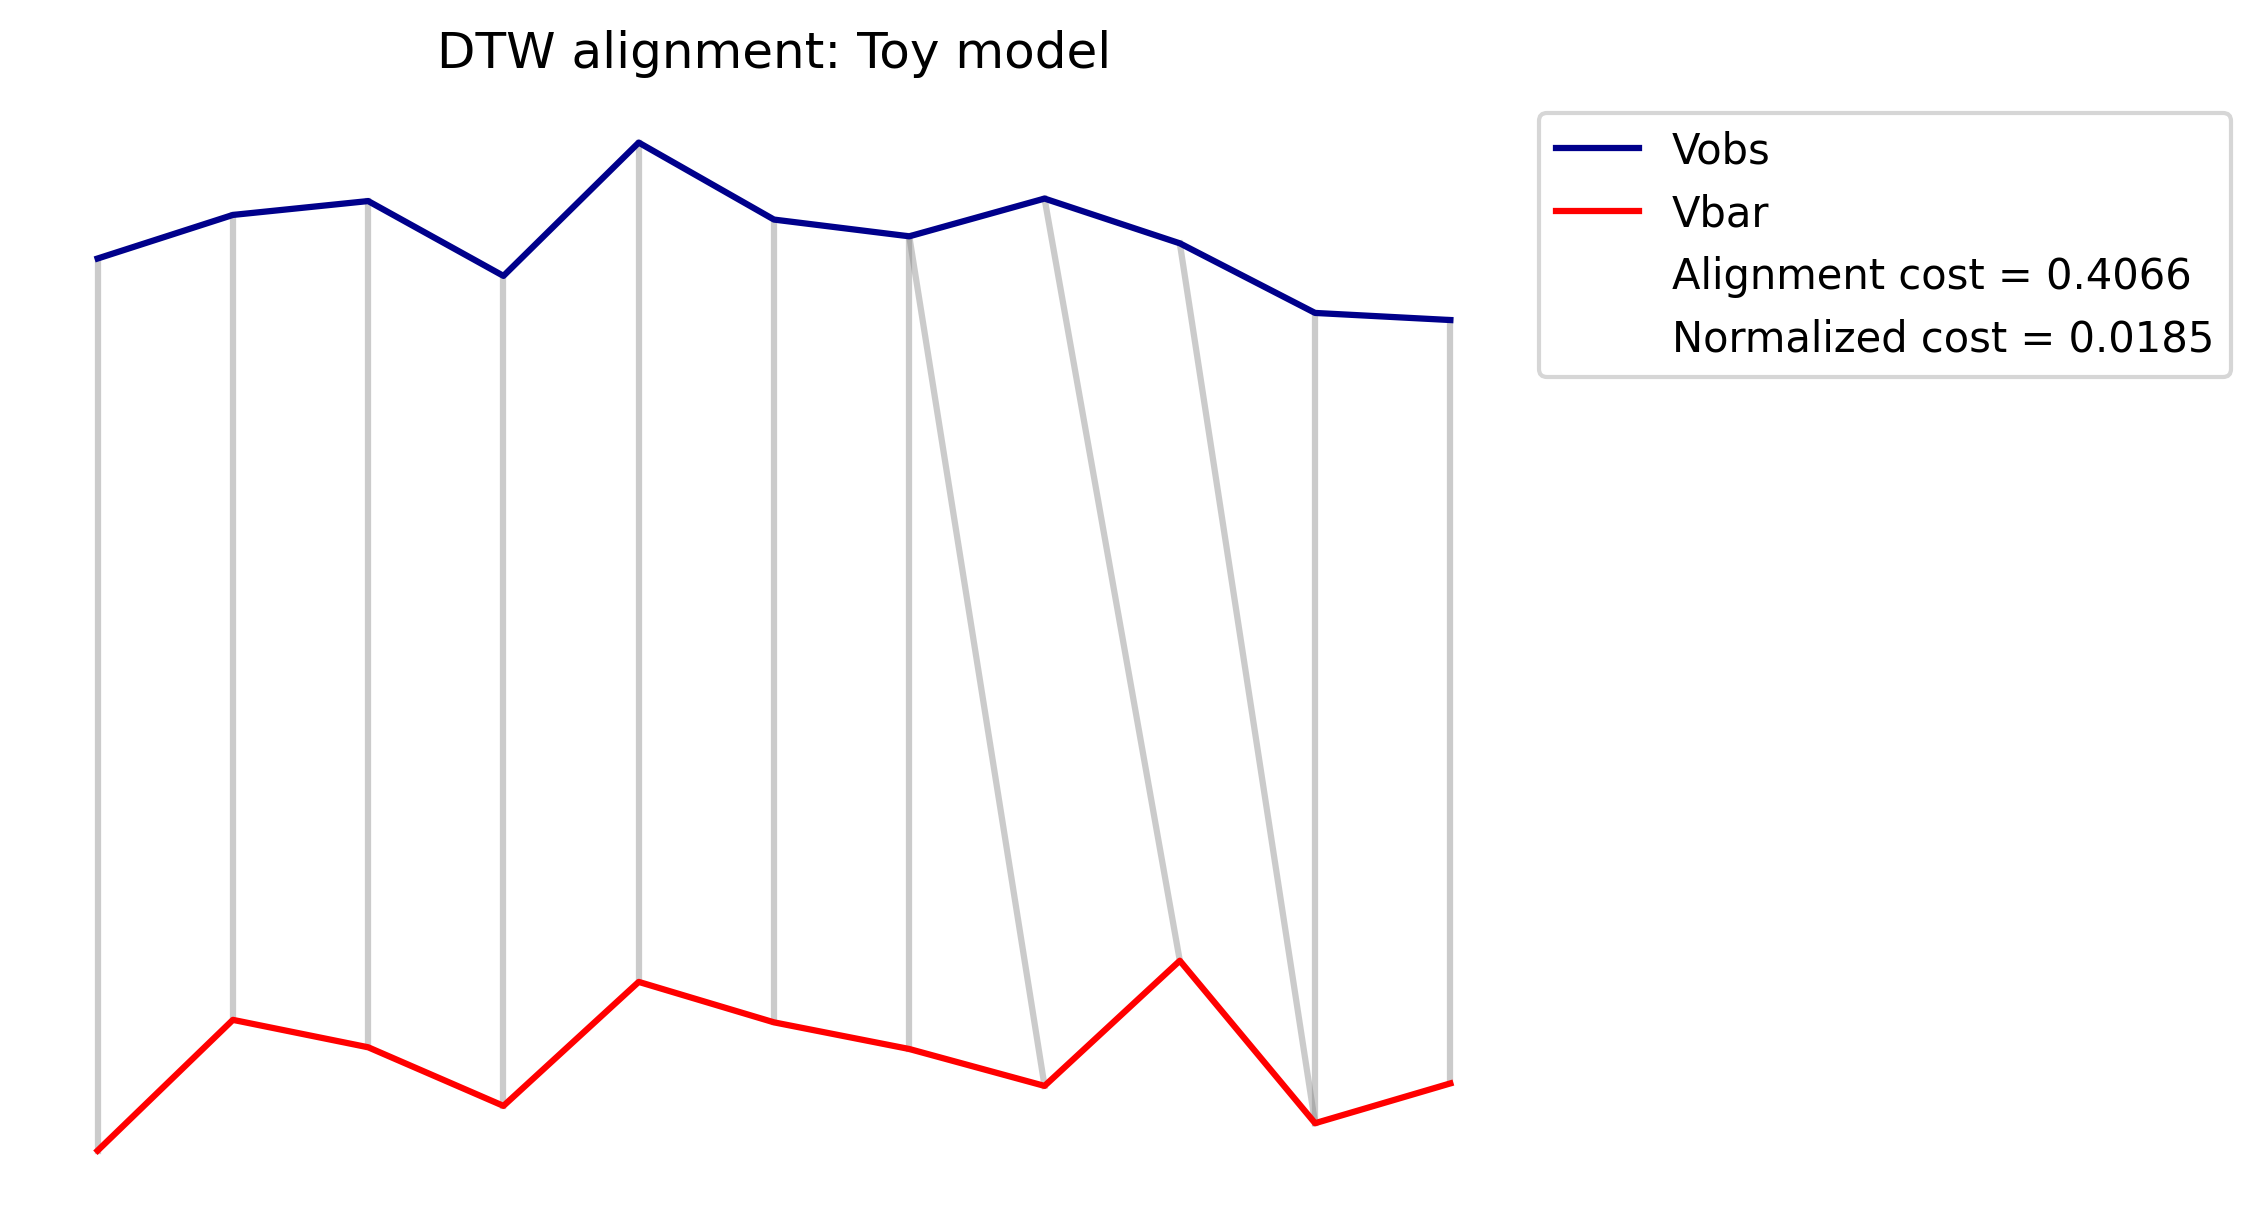 DTW alignment: Toy model
Vobs
Vbar
Alignment cost = 0.4066
Normalized cost = 0.0185